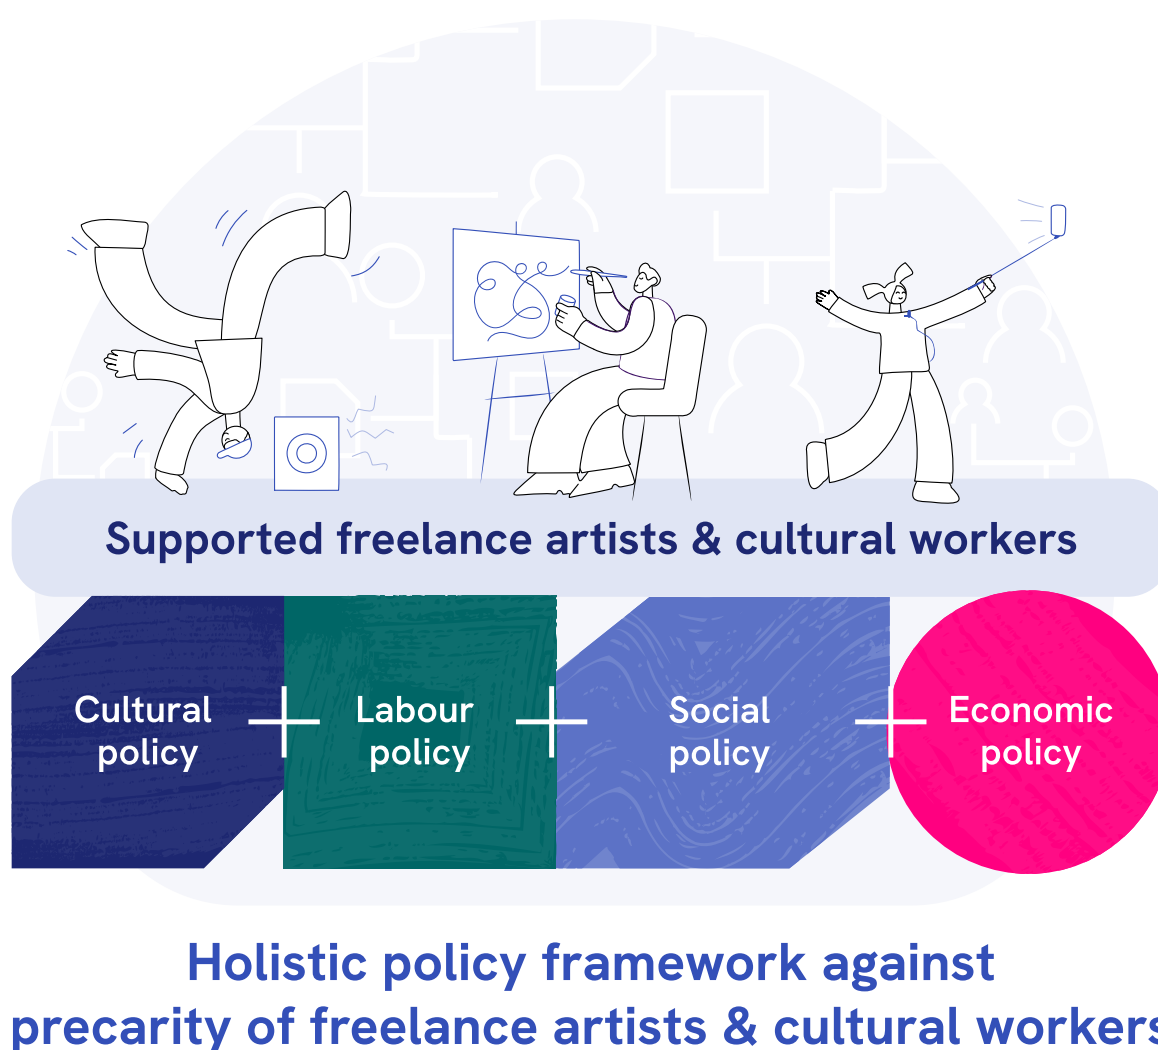 Supported freelance artists & cultural workers
Cultural policy
Labour policy
Social policy
Economic policy
Holistic policy framework against
precarity of freelance artists & cultural workers